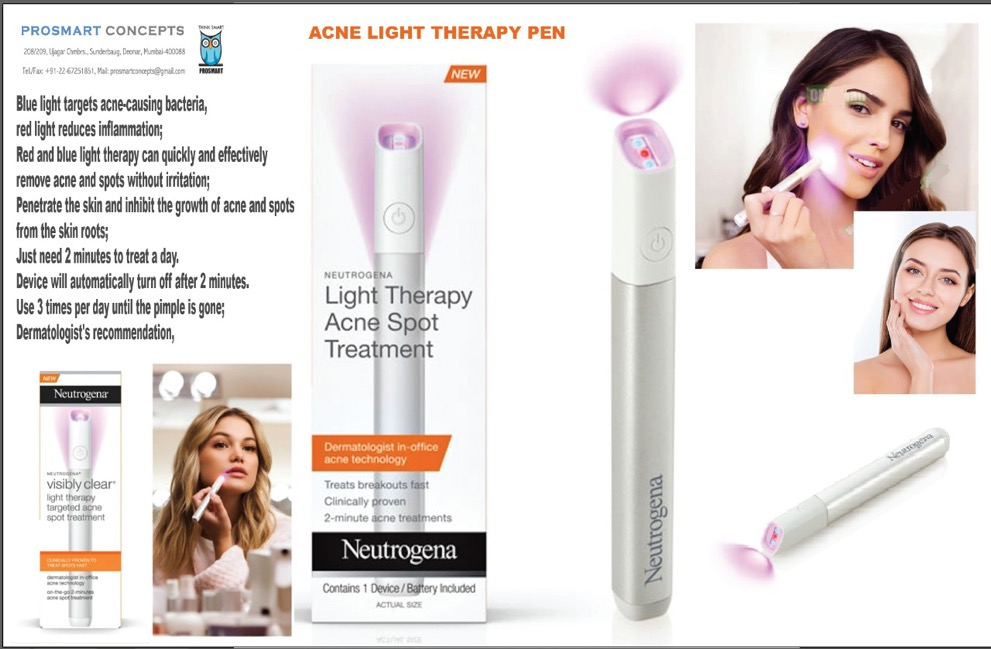 PROSMART CONCEPTS
THINK SMART
PROSMART
208/209, Ujagar Chmbrs., Sunderbaug, Deonar, Mumbai-400088
Tel./Fax: +91-22-67251851, Mail: prosmartconcepts@gmail.com
ACNE LIGHT THERAPY PEN
Blue light targets acne-causing bacteria,
red light reduces inflammation;
Red and blue light therapy can quickly and effectively
remove acne and spots without irritation;
Penetrate the skin and inhibit the growth of acne and spots
from the skin roots;
Just need 2 minutes to treat a day.
Device will automatically turn off after 2 minutes.
Use 3 times per day until the pimple is gone;
Dermatologist's recommendation,
NEW
Neutrogena®
NEUTROGENA®
visibly clear®
light therapy
targeted acne
spot treatment
CLINICALLY PROVEN TO
TREAT SPOTS FAST
dermatologist in-office
acne technology
on-the-go 2-minutes
acne spot treatment
NEW
NEUTROGENA
Light Therapy
Acne Spot
Treatment
Dermatologist in-office
acne technology
Treats breakouts fast
Clinically proven
2-minute acne treatments
Neutrogena
Contains 1 Device / Battery Included
ACTUAL SIZE
Neutrogena
Neutrogena